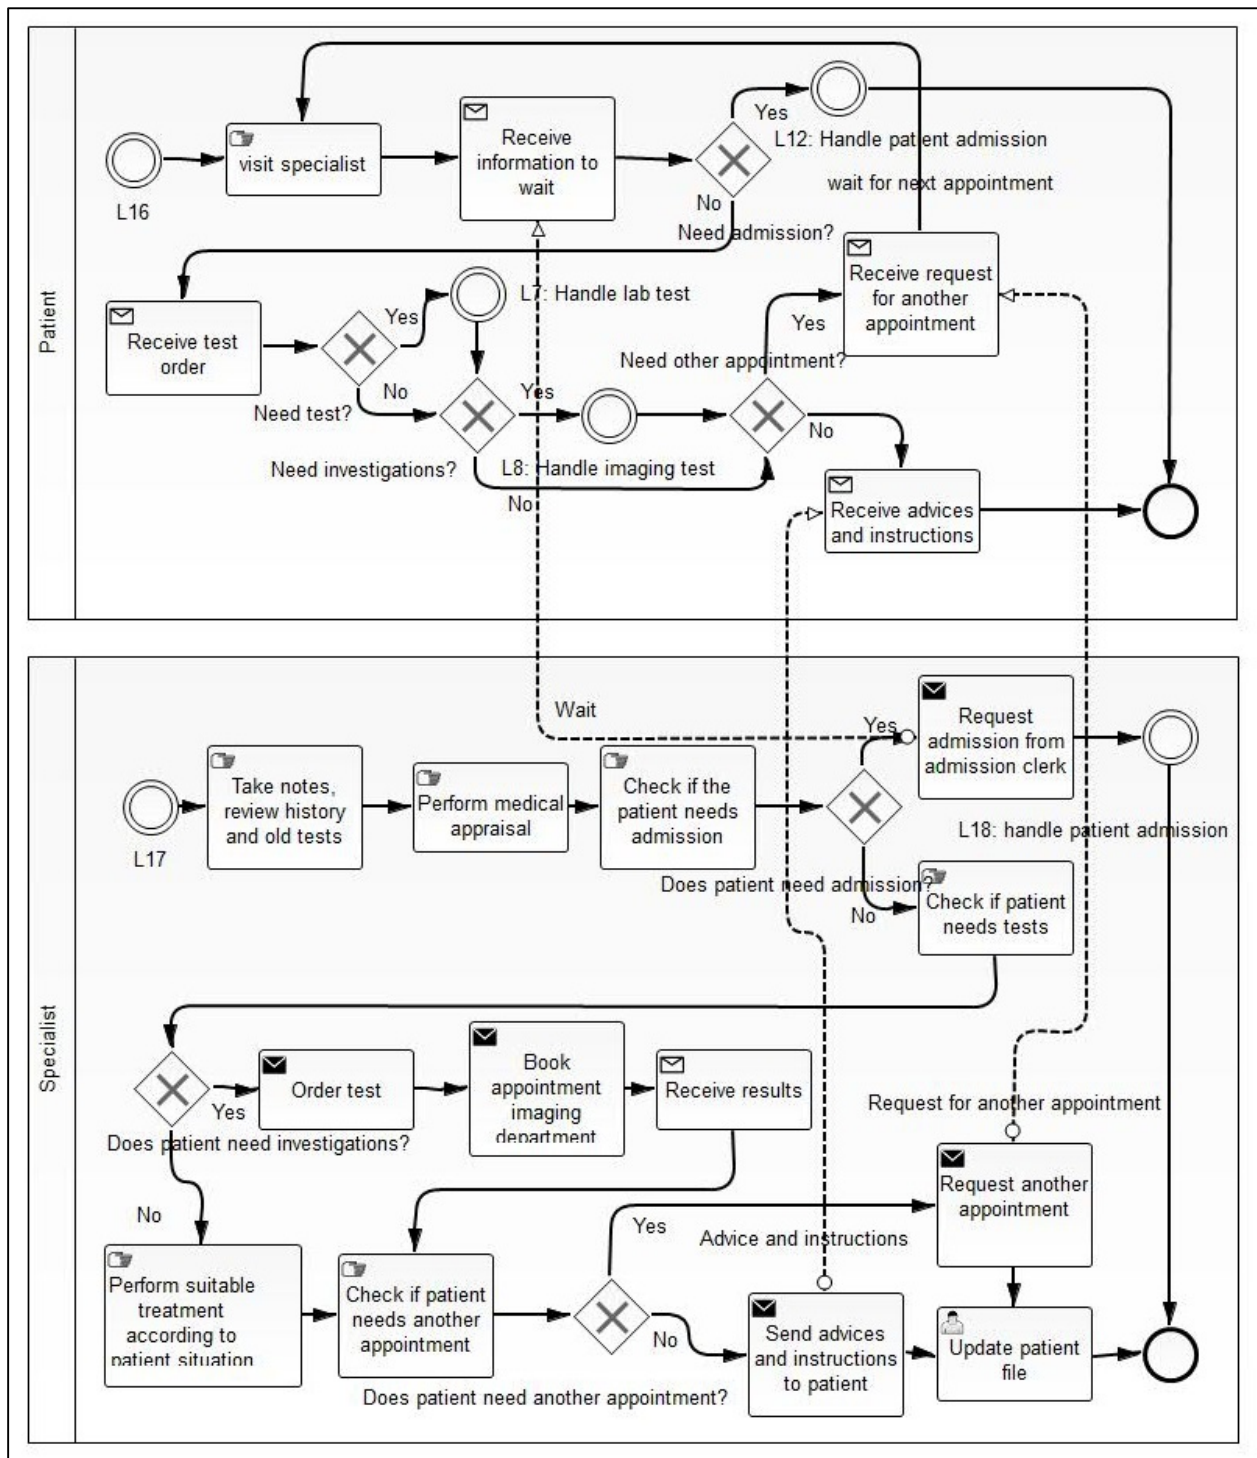 Patient
L16
visit specialist
Receive
information to
wait
Yes
No
Need admission?
L12: Handle patient admission
wait for next appointment
Receive test
order
Yes
No
Need test?
L7: Handle lab test
Need investigations?
Yes
No
L8: Handle imaging test
Need other appointment?
Yes
No
Receive request
for another
appointment
Receive advices
and instructions
Specialist
L17
Take notes,
review history
and old tests
Perform medical
appraisal
Check if the
patient needs
admission
Wait
Does patient need admission?
Yes
No
Request
admission from
admission clerk
L18: handle patient admission
Check if patient
needs tests
Does patient need investigations?
Yes
No
Order test
Book
appointment
imaging
department
Receive results
Perform suitable
treatment
according to
patient situation
Check if patient
needs another
appointment
Does patient need another appointment?
Yes
No
Advice and instructions
Send advices
and instructions
to patient
Request for another appointment
Request another
appointment
Update patient
file